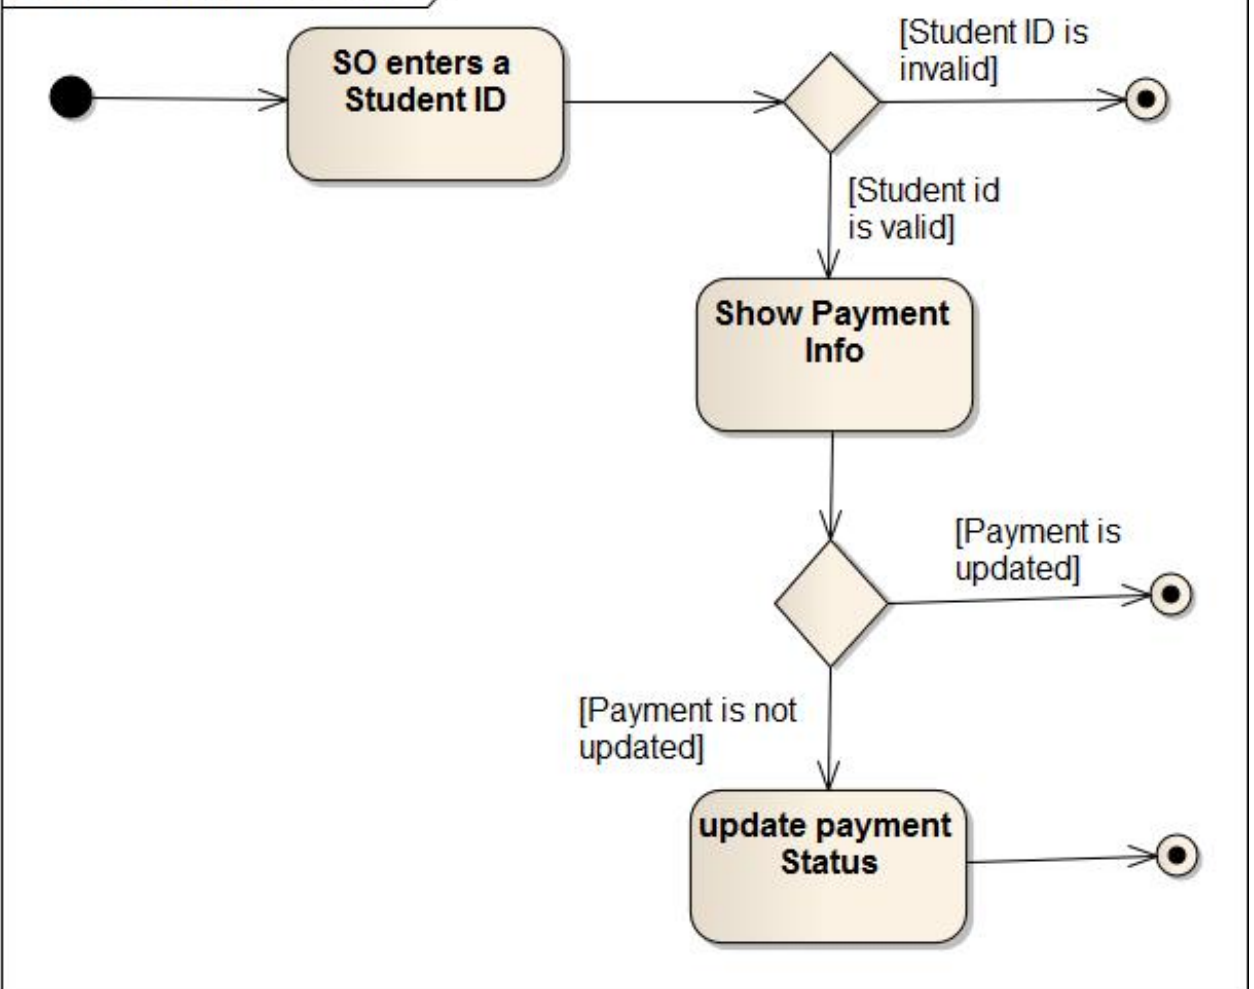 SO enters a
Student ID
[Student ID is
invalid]
[Student id
is valid]
Show Payment
Info
[Payment is
updated]
[Payment is not
updated]
update payment
Status